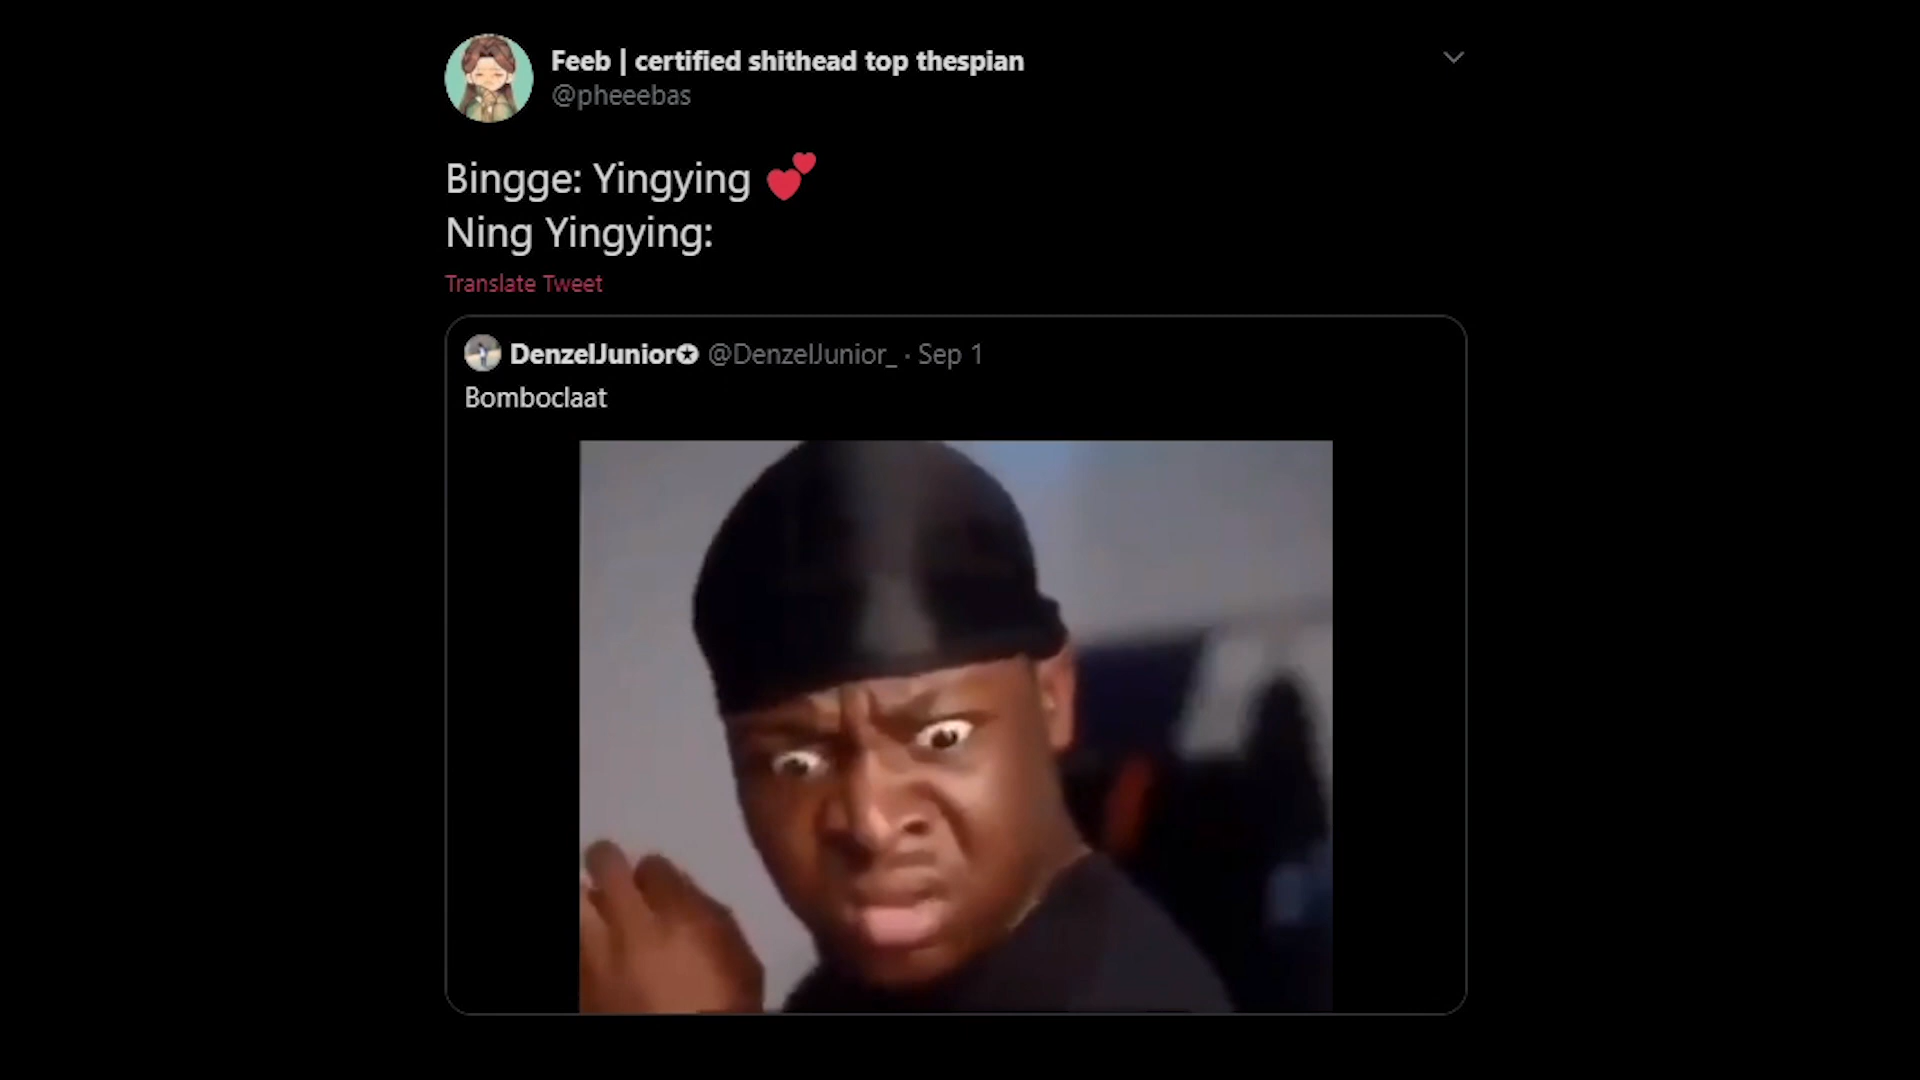 Feeb | certified shithead top thespian
@pheeebas
Bingge: Yingying 💕
Ning Yingying:
Translate Tweet
DenzelJunior✪ @DenzelJunior_ · Sep 1
Bomboclaat